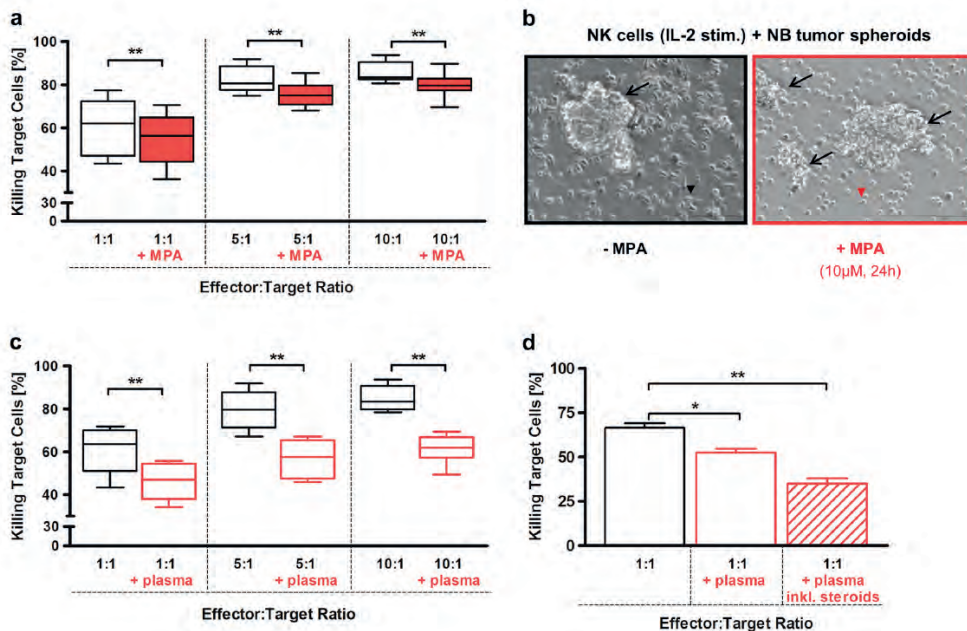 a
**
**
**
Killing Target Cells [%]
100
80
60
40
30
0
1:1
1:1
+ MPA
5:1
5:1
+ MPA
10:1
10:1
+ MPA
Effector:Target Ratio
b
NK cells (IL-2 stim.) + NB tumor spheroids
- MPA
+ MPA
(10µM, 24h)
c
**
**
**
Killing Target Cells [%]
100
80
60
40
30
0
1:1
1:1
+ plasma
5:1
5:1
+ plasma
10:1
10:1
+ plasma
Effector:Target Ratio
d
**
*
Killing Target Cells [%]
100
75
50
25
0
1:1
1:1
+ plasma
1:1
+ plasma
inkl. steroids
Effector:Target Ratio